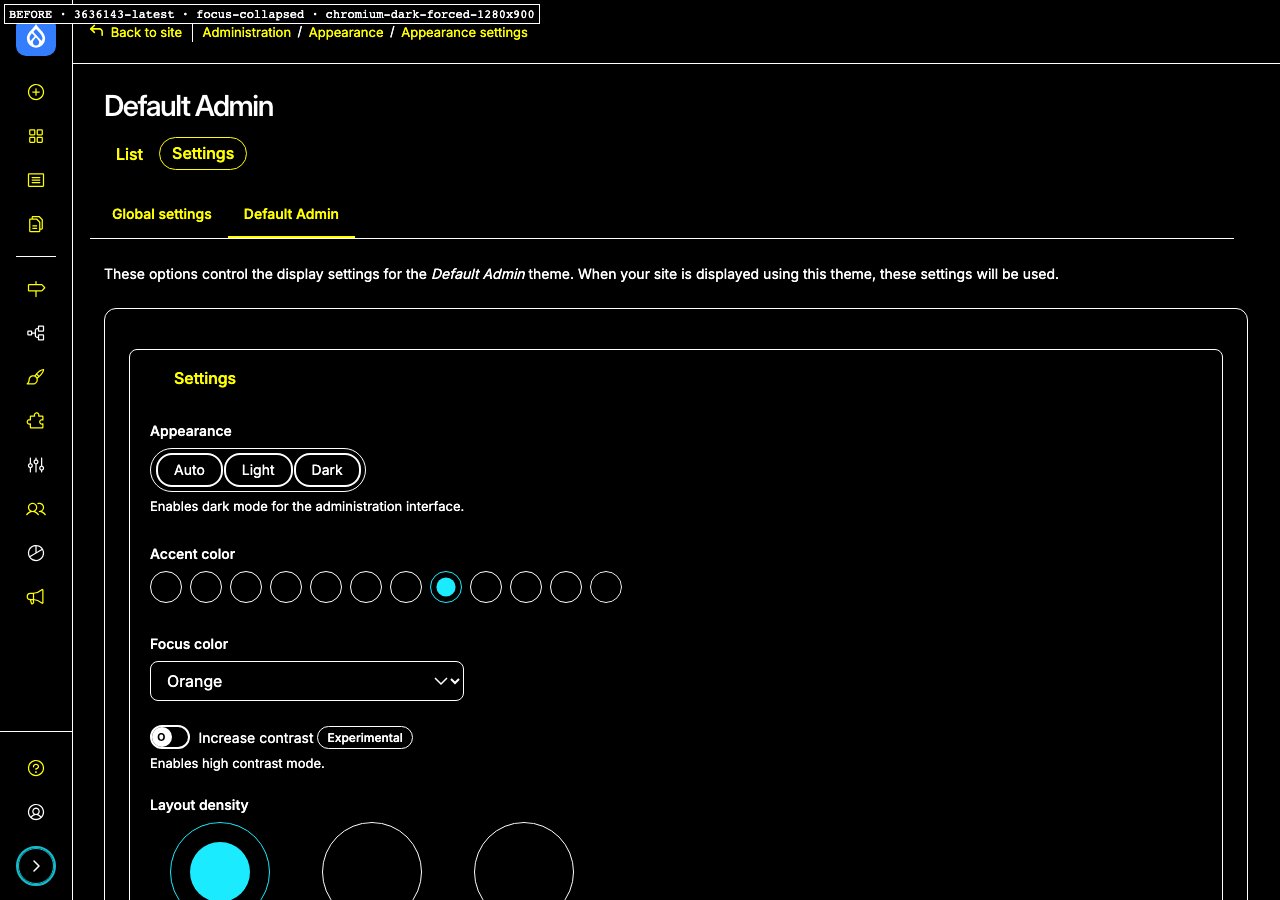 BEFORE · 3636143-latest · focus-collapsed · chromium-dark-forced-1280x900
Back to site Administration / Appearance / Appearance settings
Default Admin
List Settings
Global settings Default Admin
These options control the display settings for the Default Admin theme. When your site is displayed using this theme, these settings will be used.
Settings
Appearance
Auto Light Dark
Enables dark mode for the administration interface.
Accent color
Focus color
Orange
Increase contrast Experimental
Enables high contrast mode.
Layout density